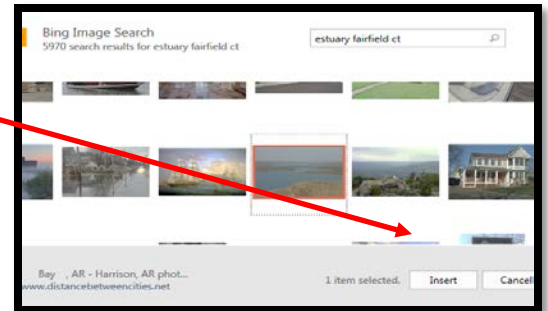 Bing Image Search
5970 search results for estuary fairfield ct
estuary fairfield ct
Bay , AR - Harrison, AR phot...
www.distancebetweencities.net
1 item selected.
Insert
Cancel